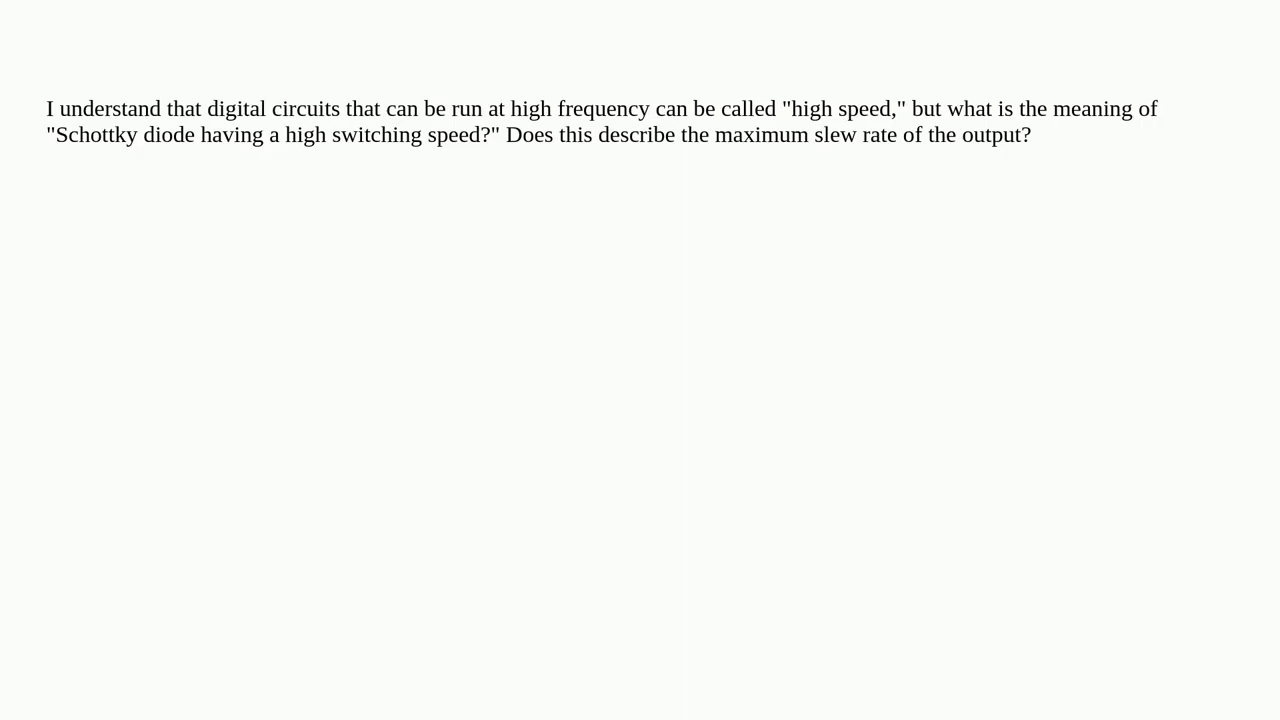 I understand that digital circuits that can be run at high frequency can be called "high speed," but what is the meaning of
"Schottky diode having a high switching speed?" Does this describe the maximum slew rate of the output?